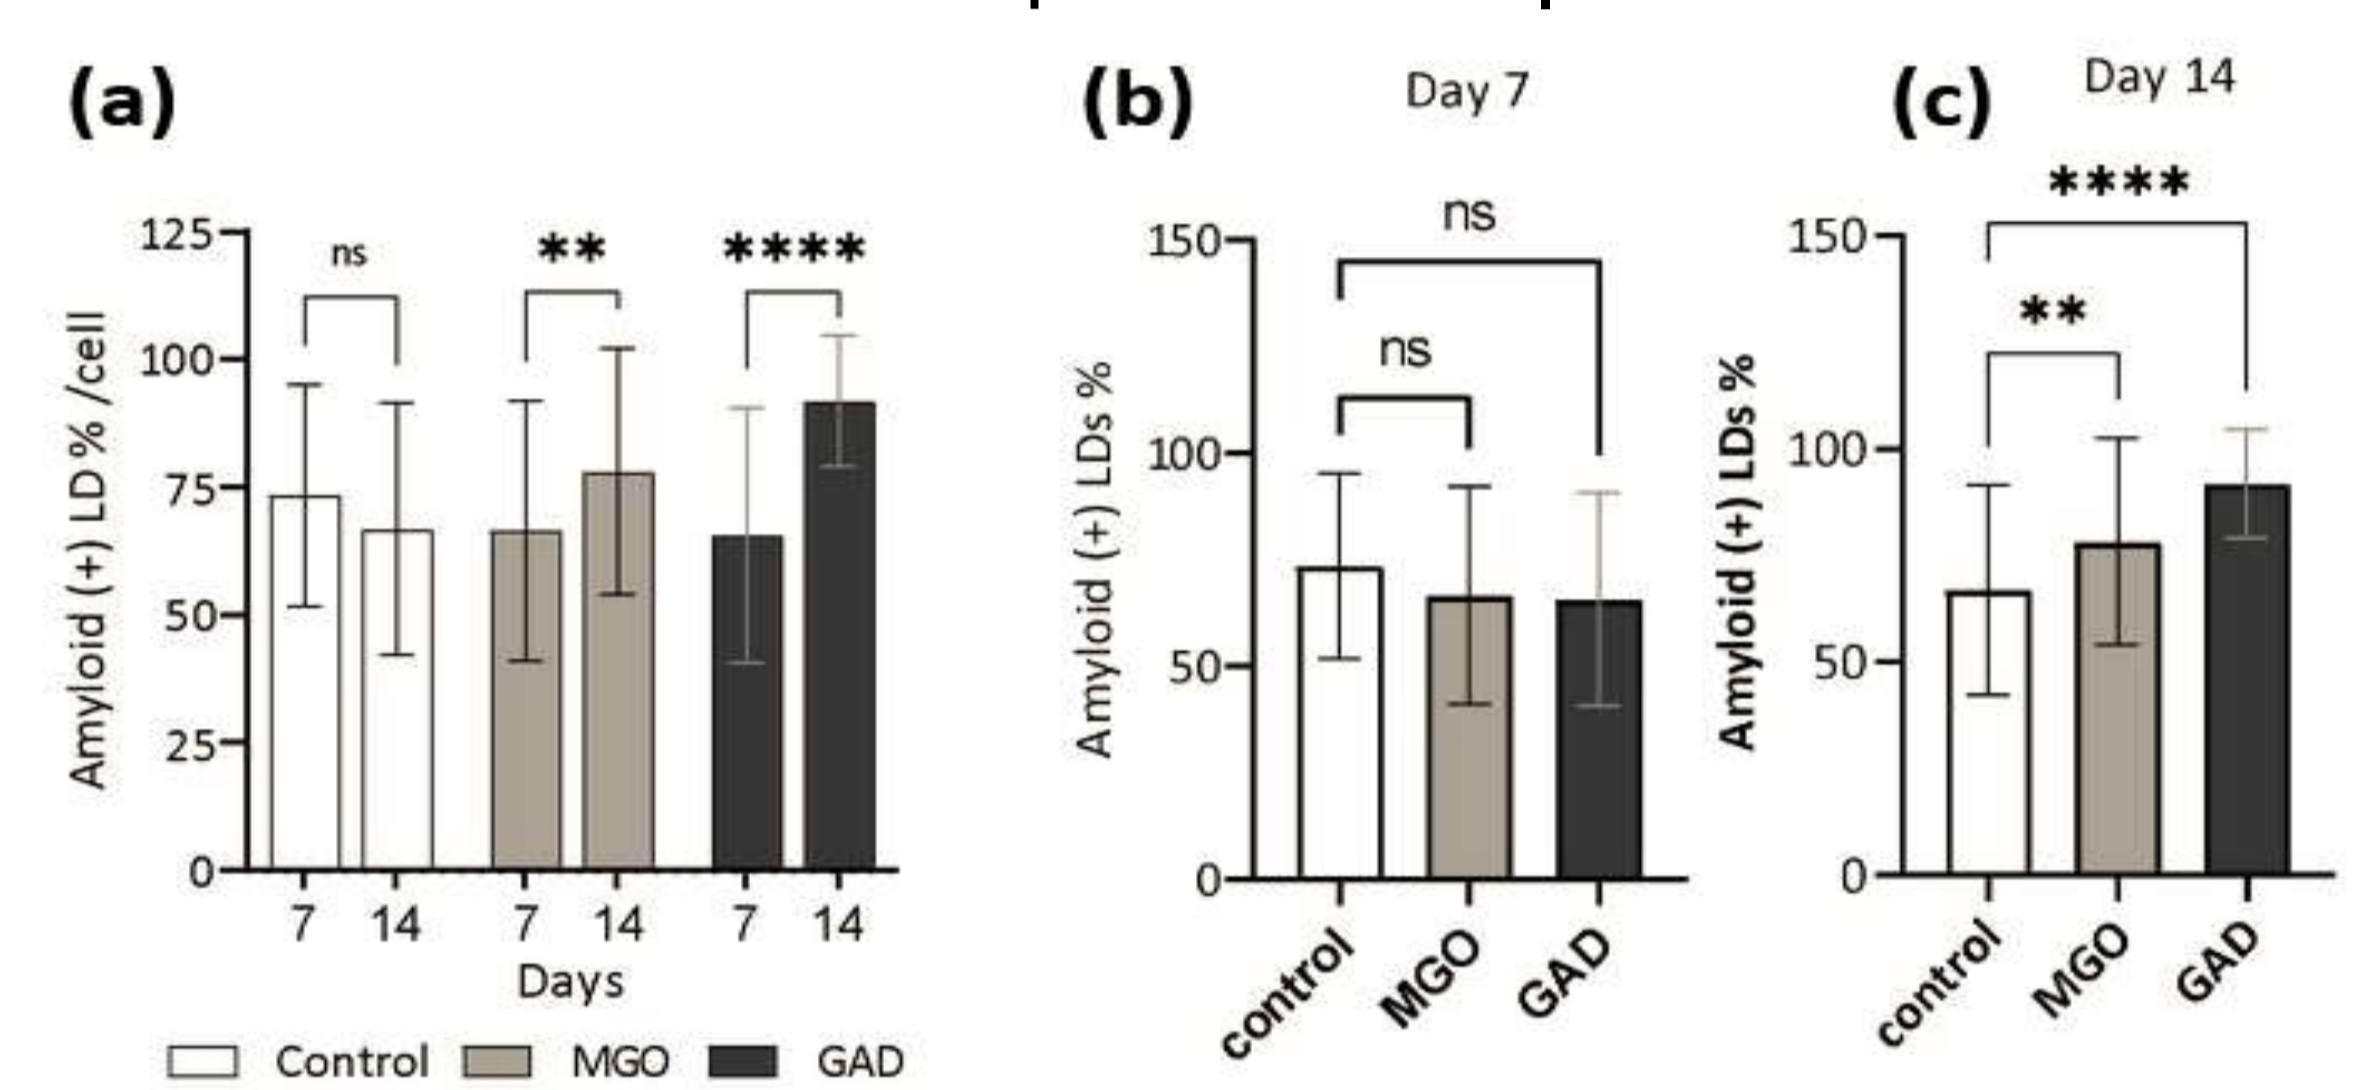 (a)
ns
**
****
125
100
75
50
25
0
Amyloid (+) LD% /cell
7 14 7 14 7 14
Days
Control MGO GAD
(b) Day 7
ns
ns
150
100
50
0
Amyloid (+) LDs %
control MGO GAD
(c) Day 14
****
**
150
100
50
0
Amyloid (+) LDs %
control MGO GAD